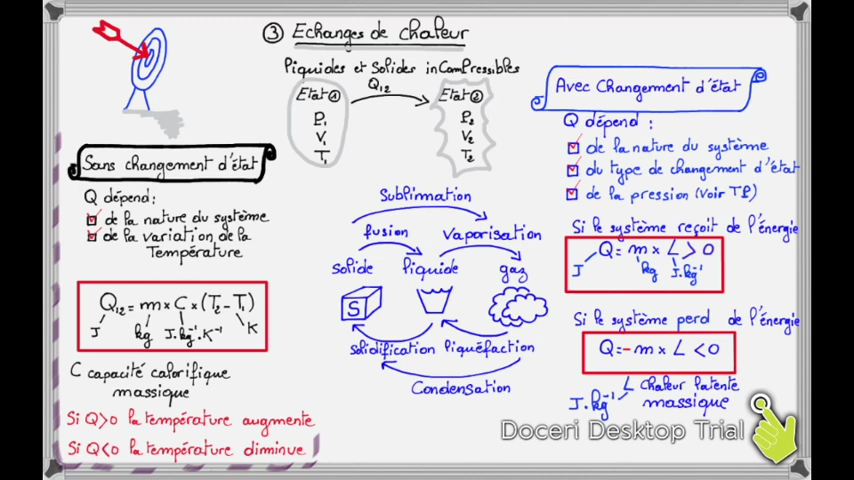 ③ Echanges de chaleur
Liquides et Solides incompressibles
Q₁₂
Etat ① Etat ②
P₁ P₂
V₁ V₂
T₁ T₂
Sans changement d'état
Q dépend:
de la nature du système
de la variation de la
Température
Q₁₂ = m × C × (T₂ - T₁)
J kg J.kg⁻¹.K⁻¹ K
C capacité calorifique
massique
Si Q>0 la température augmente
Si Q<0 la température diminue
Sublimmation
fusion vaporisation
solide liquide gaz
S
solidification liquéfaction
Condensation
Avec Changement d'état
Q dépend:
de la nature du système
du type de changement d'état
de la pression (Voir TP)
Si le système reçoit de l'énergie
Q = m × L > 0
J kg J.kg⁻¹
Si le système perd de l'énergie
Q = - m × L < 0
L chaleur latente
J.kg⁻¹ massique
Doceri Desktop Trial